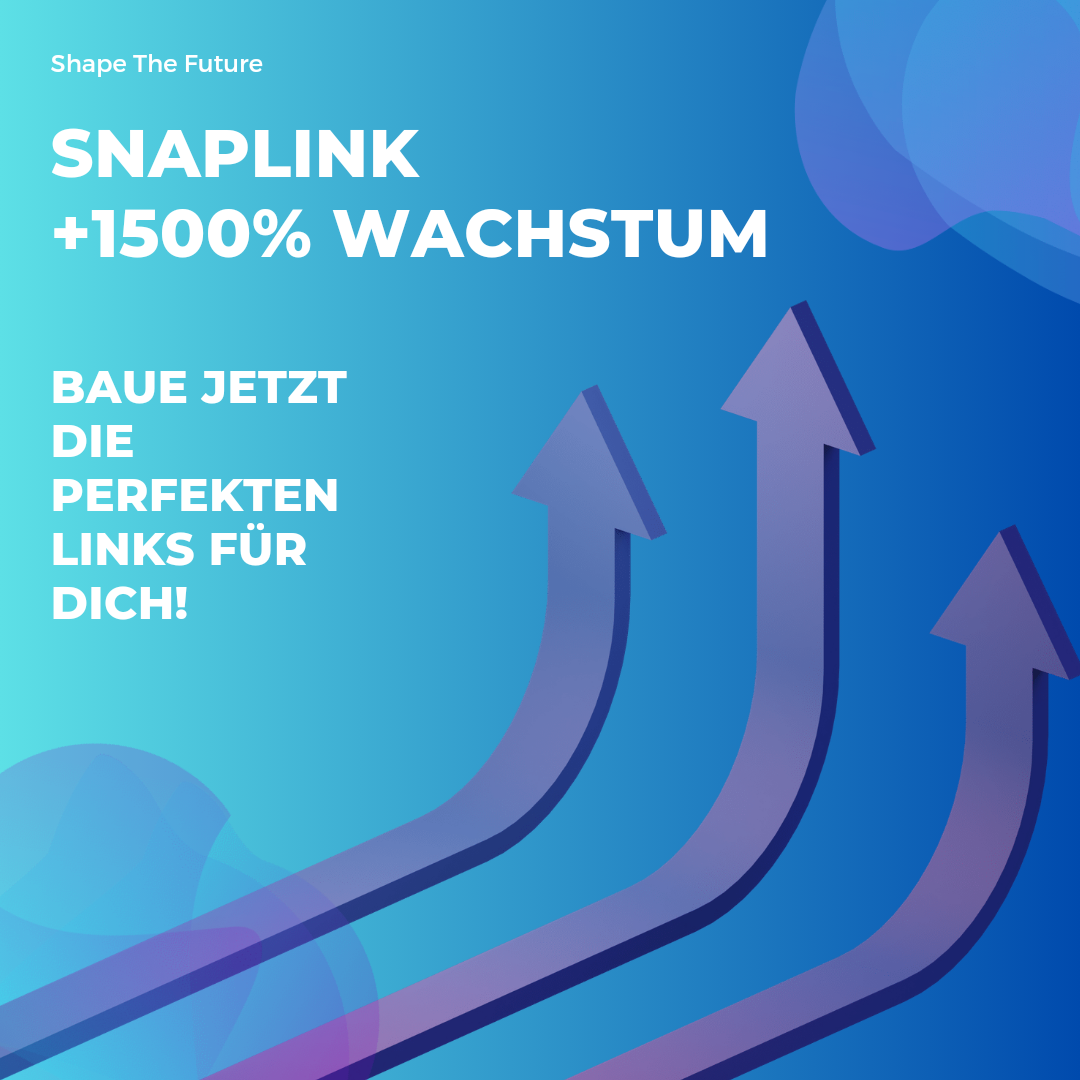 Shape The Future
SNAPLINK
+1500% WACHSTUM
BAUE JETZT
DIE
PERFEKTEN
LINKS FÜR
DICH!